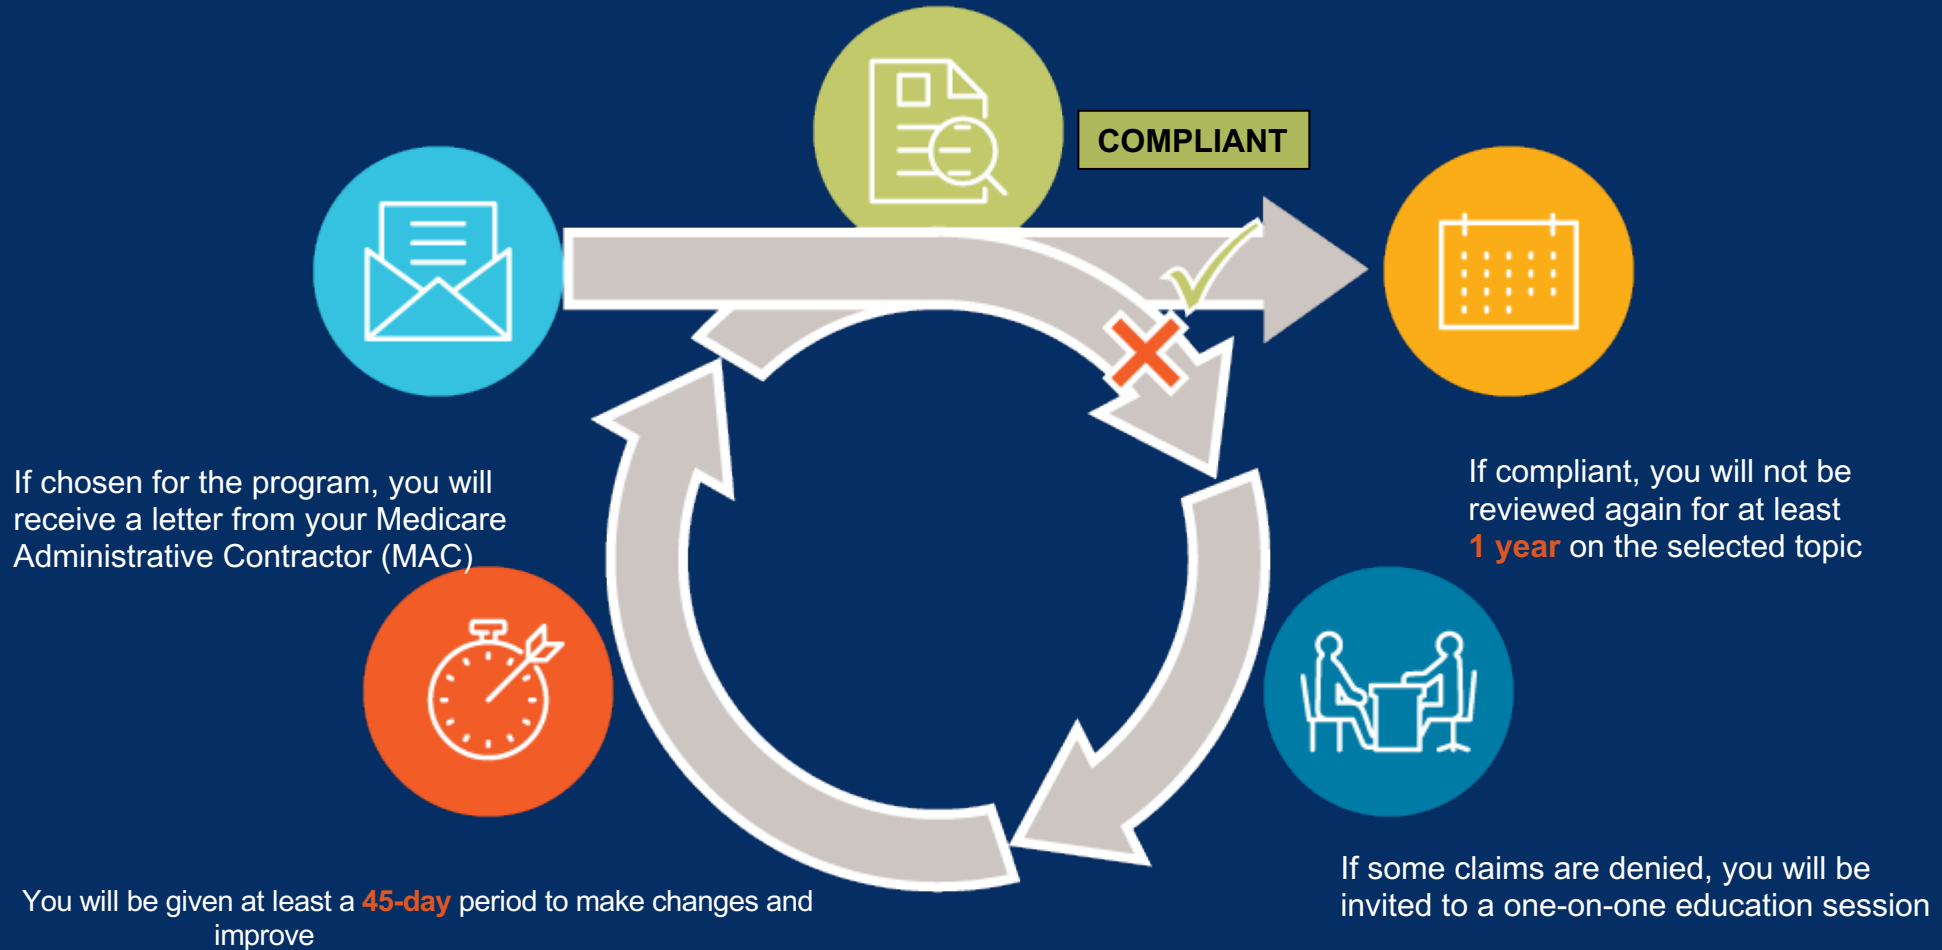 COMPLIANT
If chosen for the program, you will
receive a letter from your Medicare
Administrative Contractor (MAC)
If compliant, you will not be
reviewed again for at least
1 year on the selected topic
You will be given at least a 45-day period to make changes and
improve
If some claims are denied, you will be
invited to a one-on-one education session